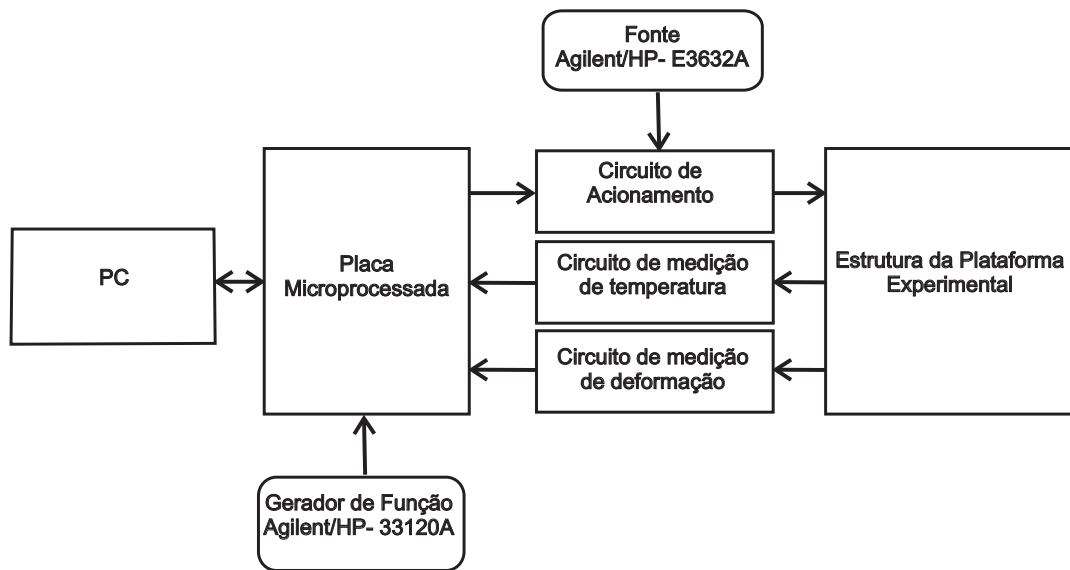 Fonte
Agilent/HP- E3632A
Circuito de
Acionamento
PC
Placa
Microprocessada
Circuito de medição
de temperatura
Estrutura da Plataforma
Experimental
Circuito de medição
de deformação
Gerador de Função
Agilent/HP- 33120A